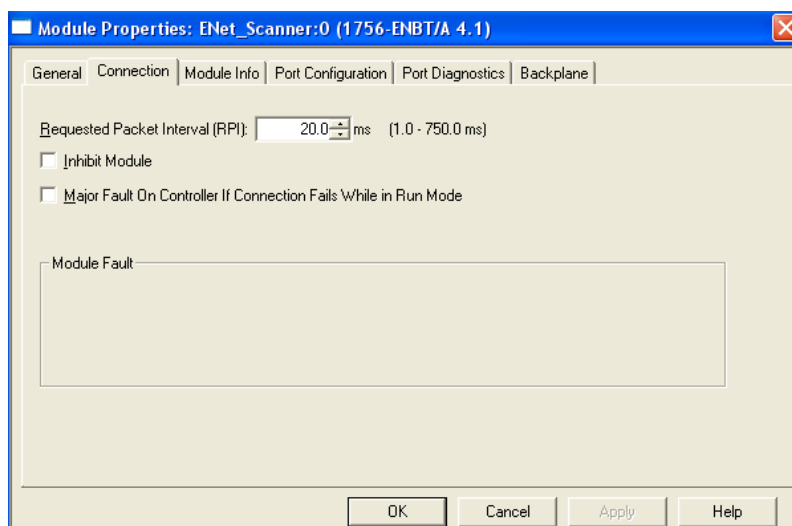 Module Properties: ENet_Scanner:0 (1756-ENBT/A 4.1)
General Connection Module Info Port Configuration Port Diagnostics Backplane
Requested Packet Interval (RPI): 20.0 ms (1.0 - 750.0 ms)
Inhibit Module
Major Fault On Controller If Connection Fails While in Run Mode
Module Fault
OK Cancel Apply Help